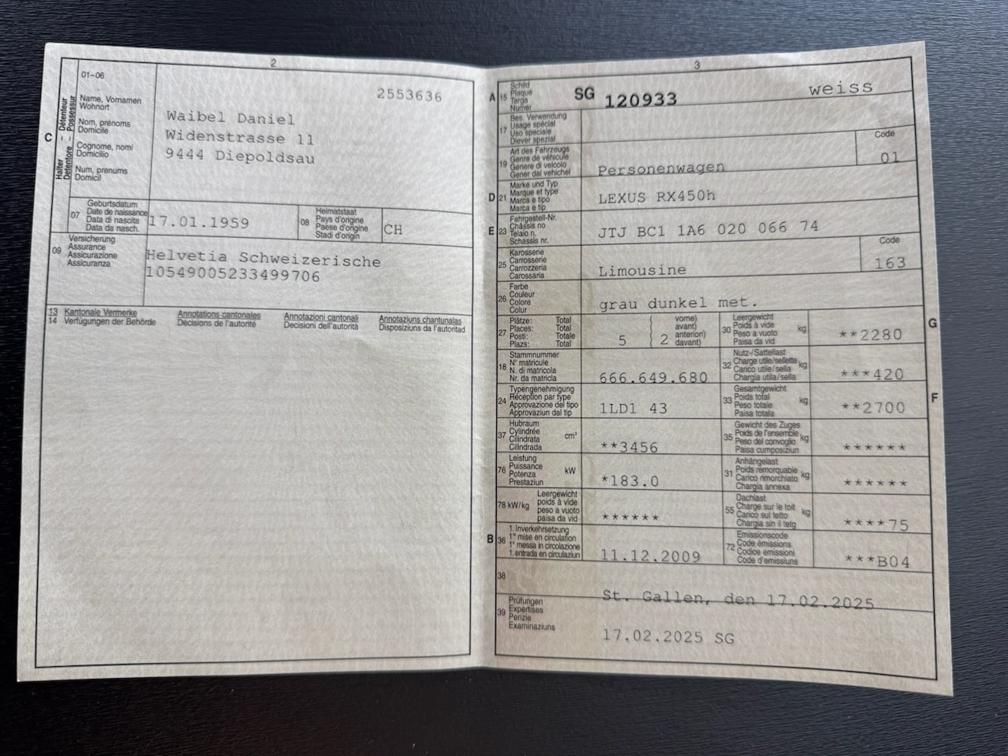 2
01-06
2553636
C
Halter Détenteur
Detentore Possessur
Name, Vornamen
Wohnort
Nom, prénoms
Domicile
Cognome, nomi
Domicilio
Num, prenums
Domicil
Waibel Daniel
Widenstrasse 11
9444 Diepoldsau
07
Geburtsdatum
Date de naissance
Data di nascita
Data da nasch.
17.01.1959
08
Heimatstaat
Pays d'origine
Paese d'origine
Stadi d'origin
CH
09
Versicherung
Assurance
Assicurazione
Assicuranza
Helvetia Schweizerische
10549005233499706
13
14
Kantonale Vermerke
Verfügungen der Behörde
Annotations cantonales
Décisions de l'autorité
Annotazioni cantonali
Decisioni dell'autorità
Annotaziuns chantunalas
Disposiziuns da l'autoritad
3
A 15
Schild
Plaque
Targa
Numer
SG 120933
weiss
17
Bes. Verwendung
Usage spécial
Uso speciale
Diever spezial
19
Art des Fahrzeugs
Genre de véhicule
Genere di veicolo
Gener dal vehichel
Personenwagen
Code
01
D 21
Marke und Typ
Marque et type
Marca e tipo
Marca e tip
LEXUS RX450h
E 23
Fahrgestell-Nr.
Châssis no
Telaio n.
Schassis nr.
JTJ BC1 1A6 020 066 74
25
Karosserie
Carrosserie
Carrozzeria
Carossaria
Limousine
Code
163
26
Farbe
Couleur
Colore
Colur
grau dunkel met.
27
Plätze: Total
Places: Total
Posti: Totale
Plazs: Total
5
2
vorne)
avant)
anteriori)
davant)
G
30
Leergewicht
Poids à vide
Peso a vuoto
Paisa da vid
kg
**2280
18
Stammnummer
N° matricule
N. di matricola
Nr. da matricla
666.649.680
32
Nutz-/Sattellast
Charge utile/sellette
Carico utile/sella
Chargia utila/sella
kg
***420
24
Typengenehmigung
Réception par type
Approvazione del tipo
Approvaziun dal tip
1LD1 43
33
Gesamtgewicht
Poids total
Peso totale
Paisa totala
kg
**2700
F
37
Hubraum
Cylindrée
Cilindrata
Cilindrada
cm³
**3456
35
Gewicht des Zuges
Poids de l'ensemble
Peso del convoglio
Paisa cumposiziun
kg
******
76
Leistung
Puissance
Potenza
Prestaziun
kW
*183.0
31
Anhängelast
Poids remorquable
Carico rimorchiato
Chargia annexa
kg
******
78 kW/kg
Leergewicht
poids à vide
peso a vuoto
paisa da vid
******
55
Dachlast
Charge sur le toit
Carico sul tetto
Chargia sin il tetg
kg
****75
B 36
1. Inverkehrsetzung
1re mise en circulation
1a messa in circolazione
1. entrada en circulaziun
11.12.2009
72
Emissionscode
Code émissions
Codice emissioni
Code d'emissiuns
***B04
38
St. Gallen, den 17.02.2025
39
Prüfungen
Expertises
Perizie
Examinaziuns
17.02.2025 SG